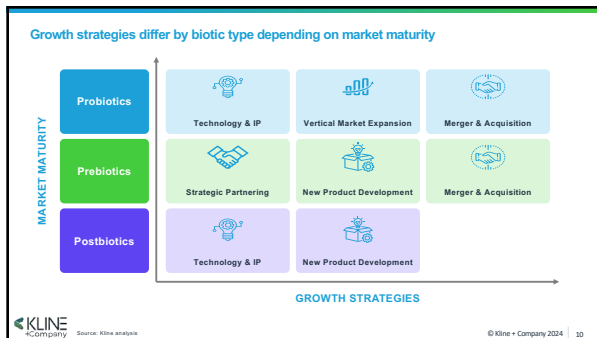 Growth strategies differ by biotic type depending on market maturity
MARKET MATURITY
Probiotics
Technology & IP
Vertical Market Expansion
Merger & Acquisition
Prebiotics
Strategic Partnering
New Product Development
Merger & Acquisition
Postbiotics
Technology & IP
New Product Development
GROWTH STRATEGIES
KLINE
+Company
Source: Kline analysis
© Kline + Company 2024
10